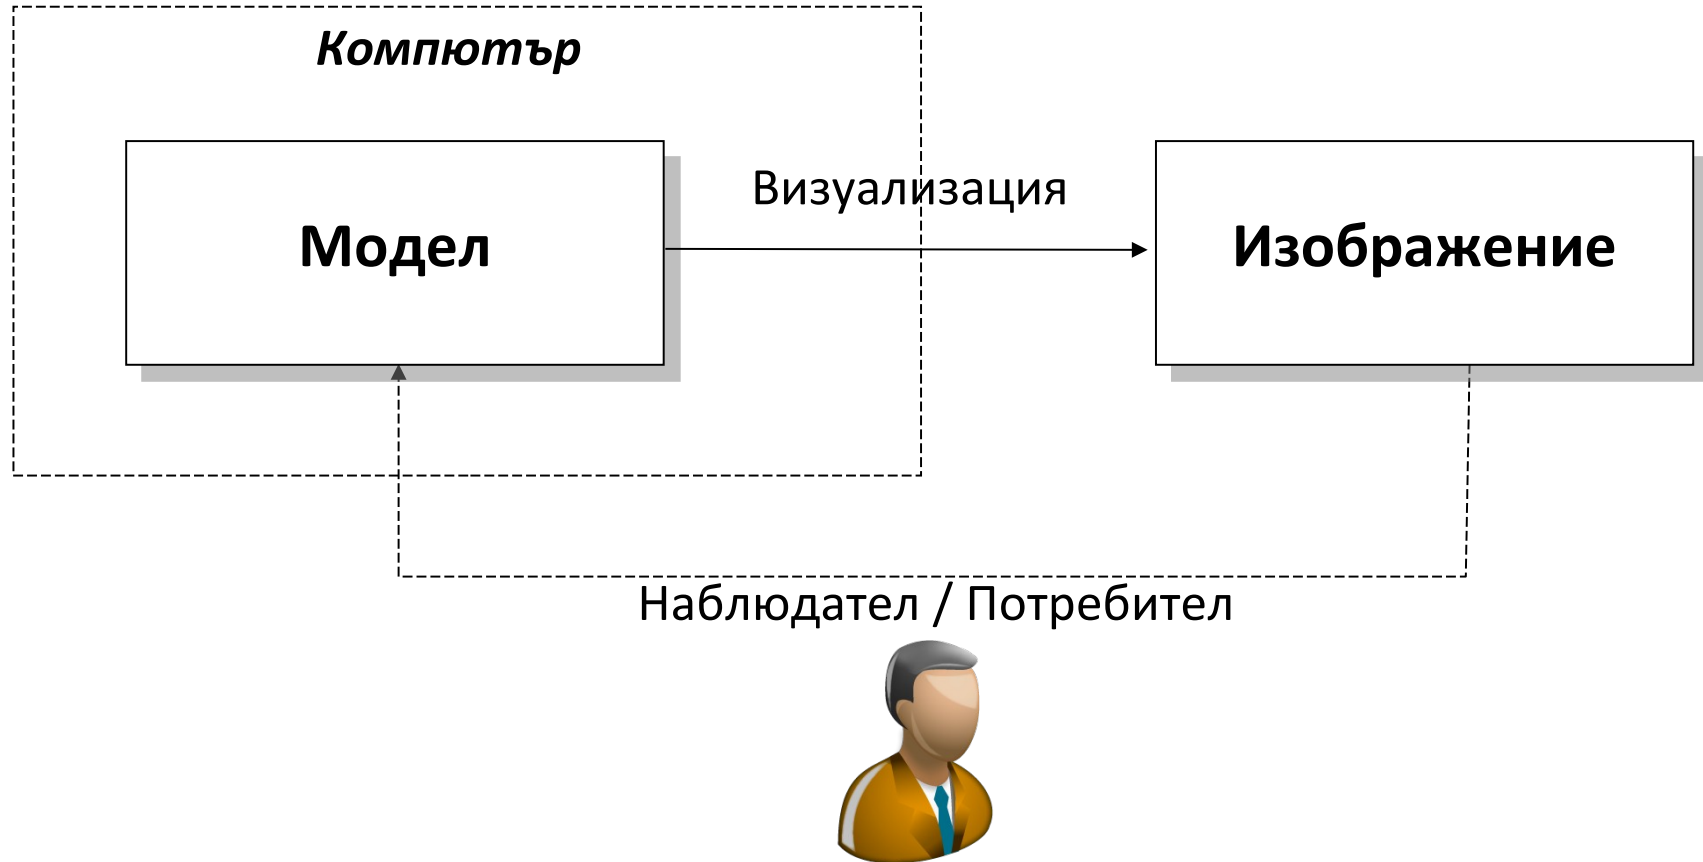 Компютър
Модел
Визуализация
Изображение
Наблюдател / Потребител